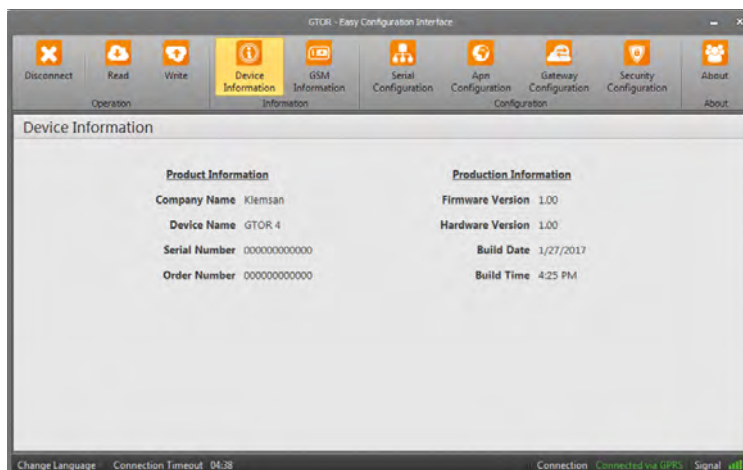 GTOR - Easy Configuration Interface
Disconnect
Read
Write
Device Information
GSM Information
Serial Configuration
Apn Configuration
Gateway Configuration
Security Configuration
About
Operation
Information
Configuration
About
Device Information
Product Information
Company Name Klemsan
Device Name GTOR 4
Serial Number 000000000000
Order Number 000000000000
Production Information
Firmware Version 1.00
Hardware Version 1.00
Build Date 1/27/2017
Build Time 4:25 PM
Change Language Connection Timeout 04:38 Connection Connected via GPRS Signal